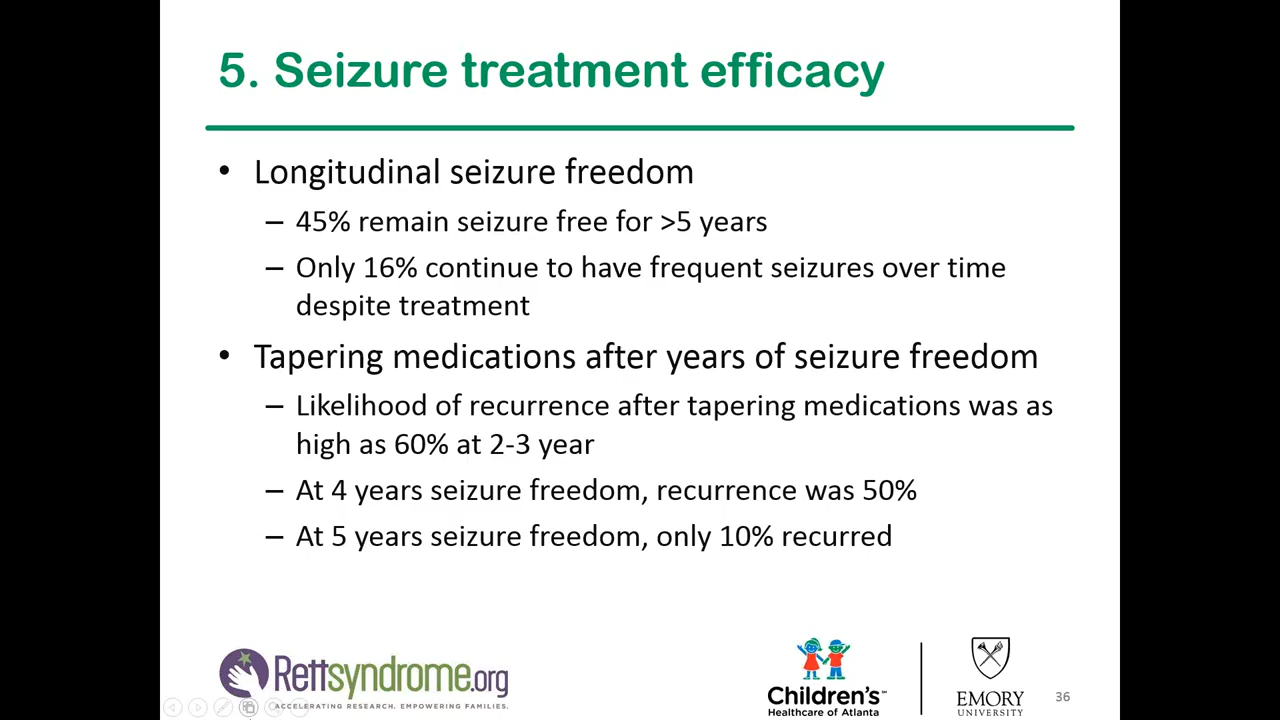 5. Seizure treatment efficacy
• Longitudinal seizure freedom
– 45% remain seizure free for >5 years
– Only 16% continue to have frequent seizures over time
despite treatment
• Tapering medications after years of seizure freedom
– Likelihood of recurrence after tapering medications was as
high as 60% at 2-3 year
– At 4 years seizure freedom, recurrence was 50%
– At 5 years seizure freedom, only 10% recurred
Rettsyndrome.org
ACCELERATING RESEARCH. EMPOWERING FAMILIES.
Children's™
Healthcare of Atlanta
EMORY
UNIVERSITY
36